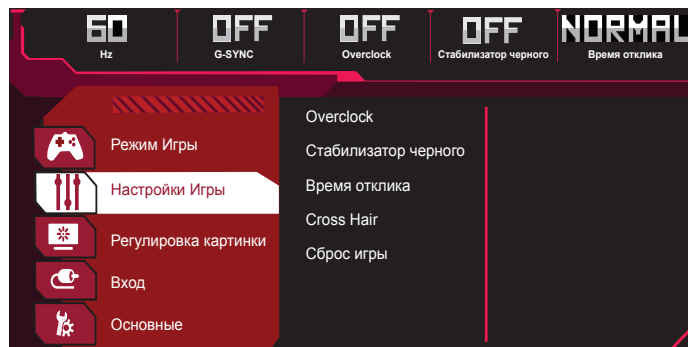 60 OFF OFF OFF NORMAL
Hz G-SYNC Overclock Стабилизатор черного Время отклика
Режим Игры
Настройки Игры
Регулировка картинки
Вход
Основные
Overclock
Стабилизатор черного
Время отклика
Cross Hair
Сброс игры